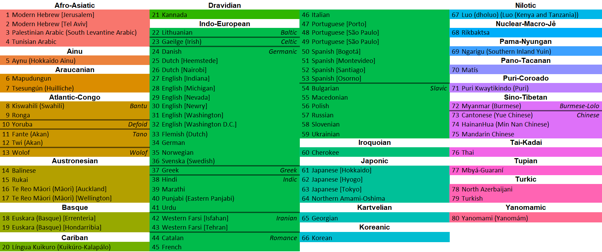 Afro-Asiatic
1 Modern Hebrew [Jerusalem]
2 Modern Hebrew [Tel Aviv]
3 Palestinian Arabic (South Levantine Arabic)
4 Tunisian Arabic
Ainu
5 Aynu (Hokkaido Ainu)
Araucanian
6 Mapudungun
7 Tsesungún (Huilliche)
Atlantic-Congo
8 Kiswahili (Swahili) Bantu
9 Ronga
10 Yoruba Defoid
11 Fante (Akan) Tano
12 Twi (Akan)
13 Wolof Wolof
Austronesian
14 Balinese
15 Rukai
16 Te Reo Māori (Māori) [Auckland]
17 Te Reo Māori (Māori) [Wellington]
Basque
18 Euskara (Basque) [Errenteria]
19 Euskara (Basque) [Hondarribia]
Cariban
20 Língua Kuikuro (Kuikúro-Kalapálo)
Dravidian
21 Kannada
Indo-European
22 Lithuanian Baltic
23 Gaeilge (Irish) Celtic
24 Danish Germanic
25 Dutch [Heemstede]
26 Dutch [Nairobi]
27 English [Indiana]
28 English [Michigan]
29 English [Nevada]
30 English [Newry]
31 English [Washington]
32 English [Washington D.C.]
33 Flemish (Dutch)
34 German
35 Norwegian
36 Svenska (Swedish)
37 Greek Greek
38 Hindi Indic
39 Marathi
40 Punjabi (Eastern Panjabi)
41 Urdu
42 Western Farsi [Isfahan] Iranian
43 Western Farsi [Tehran]
44 Catalan Romance
45 French
46 Italian
47 Portuguese [Porto]
48 Portuguese [São Paulo]
49 Portuguese [São Paulo]
50 Spanish [Bogotá]
51 Spanish [Montevideo]
52 Spanish [Santiago]
53 Spanish [Osorno]
54 Bulgarian Slavic
55 Macedonian
56 Polish
57 Russian
58 Slovenian
59 Ukrainian
Iroquoian
60 Cherokee
Japonic
61 Japanese [Hokkaido]
62 Japanese [Hyogo]
63 Japanese [Tokyo]
64 Northern Amami-Oshima
Kartvelian
65 Georgian
Koreanic
66 Korean
Nilotic
67 Luo (dholuo) (Luo (Kenya and Tanzania))
Nuclear-Macro-Jê
68 Rikbaktsa
Pama-Nyungan
69 Ngarigu (Southern Inland Yuin)
Pano-Tacanan
70 Matis
Puri-Coroado
71 Puri Kwaytikindo (Puri)
Sino-Tibetan
72 Myanmar (Burmese) Burmese-Lolo
73 Cantonese (Yue Chinese) Chinese
74 HainanHua (Min Nan Chinese)
75 Mandarin Chinese
Tai-Kadai
76 Thai
Tupian
77 Mbyá-Guaraní
Turkic
78 North Azerbaijani
79 Turkish
Yanomamic
80 Yanomami (Yanomám)